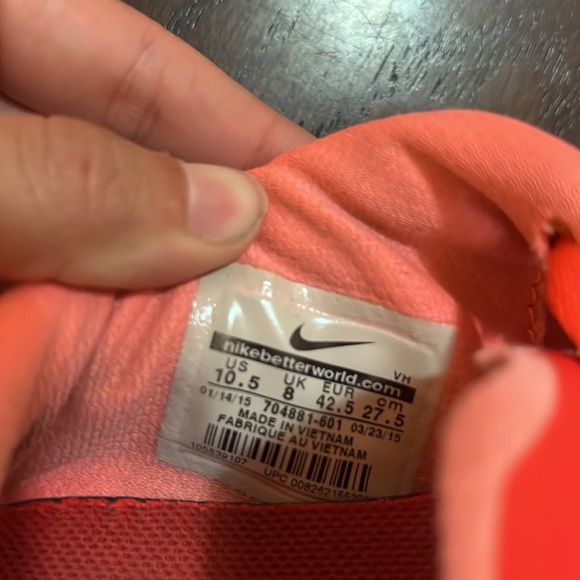 nikebetterworld.com
VH
US UK EUR cm
10.5 8 42.5 27.5
01/14/15 704881-601 03/23/15
MADE IN VIETNAM
FABRIQUE AU VIETNAM
105539107
UPC